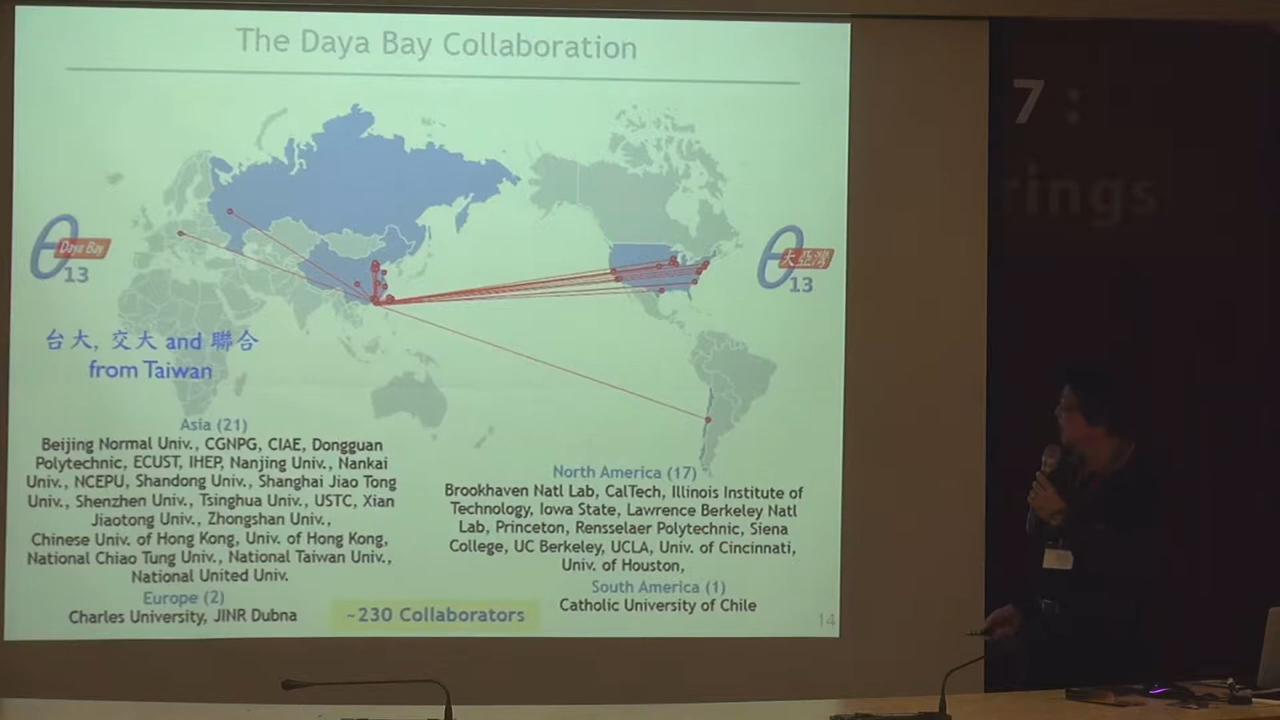 The Daya Bay Collaboration
7 :
rings
θ Daya Bay
13
θ 大亞灣
13
台大, 交大 and 聯合
from Taiwan
Asia (21)
Beijing Normal Univ., CGNPG, CIAE, Dongguan
Polytechnic, ECUST, IHEP, Nanjing Univ., Nankai
Univ., NCEPU, Shandong Univ., Shanghai Jiao Tong
Univ., Shenzhen Univ., Tsinghua Univ., USTC, Xian
Jiaotong Univ., Zhongshan Univ.,
Chinese Univ. of Hong Kong, Univ. of Hong Kong,
National Chiao Tung Univ., National Taiwan Univ.,
National United Univ.
Europe (2)
Charles University, JINR Dubna
North America (17)
Brookhaven Natl Lab, CalTech, Illinois Institute of
Technology, Iowa State, Lawrence Berkeley Natl
Lab, Princeton, Rensselaer Polytechnic, Siena
College, UC Berkeley, UCLA, Univ. of Cincinnati,
Univ. of Houston,
South America (1)
Catholic University of Chile
~230 Collaborators
14